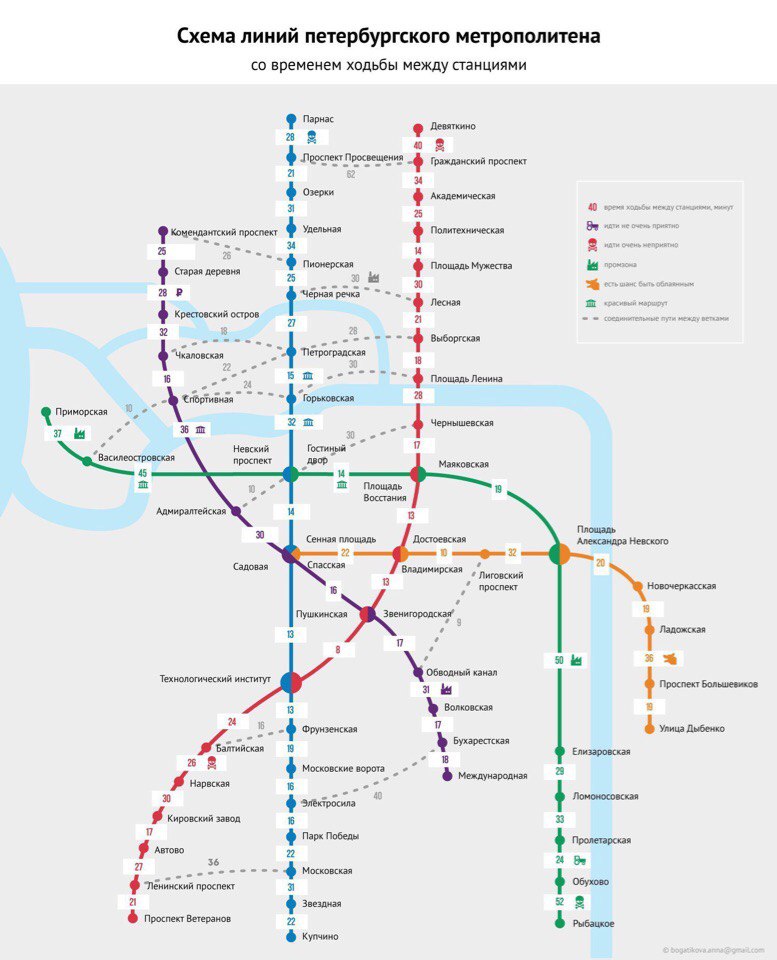 Схема линий петербургского метрополитена
со временем ходьбы между станциями
Парнас
28
Проспект Просвещения
62
21
Озерки
31
Удельная
34
Пионерская
25
Черная речка
27
Петроградская
15
Горьковская
32
Невский
проспект
Гостиный
двор
14
Сенная площадь
13
Технологический институт
13
Фрунзенская
19
Московские ворота
16
Электросила
16
Парк Победы
22
Московская
31
Звездная
22
Купчино
Девяткино
40
Гражданский проспект
34
Академическая
25
Политехническая
14
Площадь Мужества
30
Лесная
21
Выборгская
18
Площадь Ленина
28
Чернышевская
17
Площадь
Восстания
13
Достоевская
Владимирская
13
Пушкинская
8
24
Балтийская
26
Нарвская
30
Кировский завод
17
Автово
27
Ленинский проспект
21
Проспект Ветеранов
Комендантский проспект
25
Старая деревня
28 ₽
Крестовский остров
32
Чкаловская
16
Спортивная
36
Адмиралтейская
30
Садовая
Спасская
16
Звенигородская
17
Обводный канал
31
Волковская
17
Бухарестская
18
Международная
Приморская
37
Василеостровская
45
14
Маяковская
19
Площадь
Александра Невского
50
Елизаровская
29
Ломоносовская
33
Пролетарская
24
Обухово
52
Рыбацкое
22
10
Лиговский
проспект
32
20
Новочеркасская
19
Ладожская
36
Проспект Большевиков
19
Улица Дыбенко
26
30
18
28
22
30
24
10
30
10
9
16
40
36
40 время ходьбы между станциями, минут
идти не очень приятно
идти очень неприятно
промзона
есть шанс быть облаянным
красивый маршрут
соединительные пути между ветками
© bogatikova.anna@gmail.com